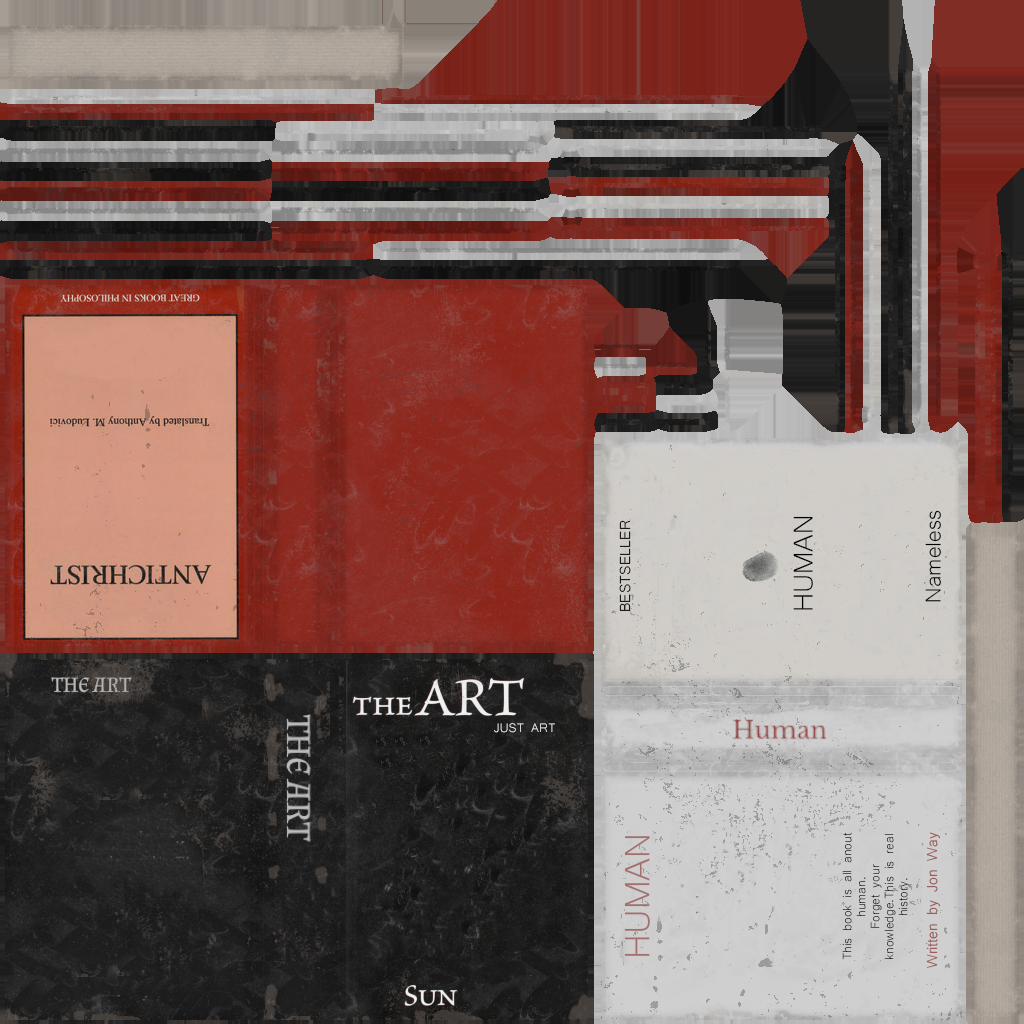 GREAT BOOKS IN PHILOSOPHY
Translated by Anthony M. Ludovici
ANTICHRIST
THE ART
THE ART
THE ART
JUST ART
SUN
BESTSELLER
HUMAN
Nameless
Human
HUMAN
This book is all anout
human.
Forget your
knowledge.This is real
history.
Written by Jon Way